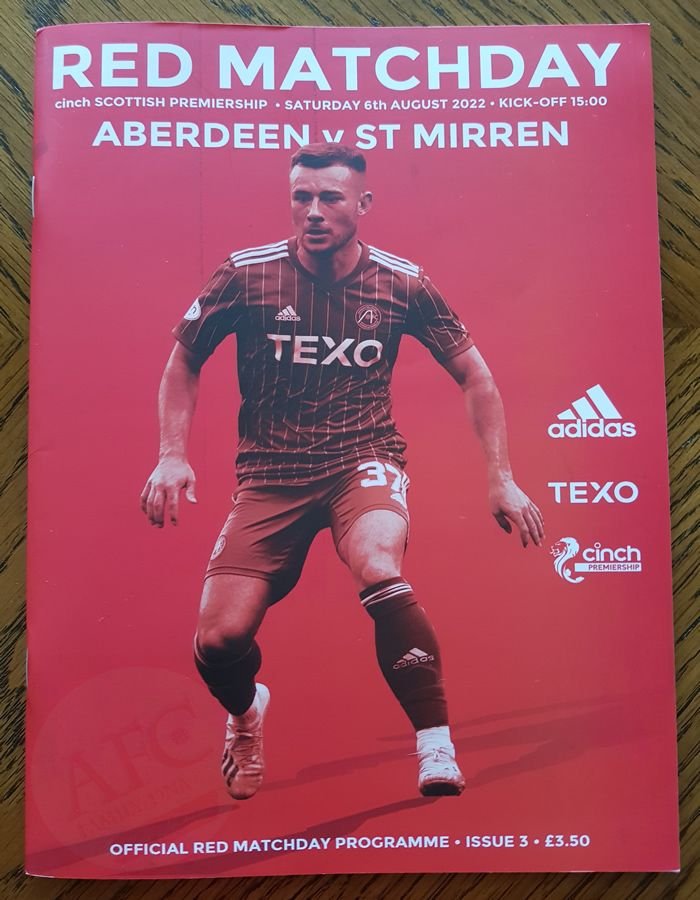 RED MATCHDAY
cinch SCOTTISH PREMIERSHIP • SATURDAY 6th AUGUST 2022 • KICK-OFF 15:00
ABERDEEN v ST MIRREN
TEXO
37
adidas
TEXO
cinch
PREMIERSHIP
AFC
FAMILY
OFFICIAL RED MATCHDAY PROGRAMME • ISSUE 3 • £3.50